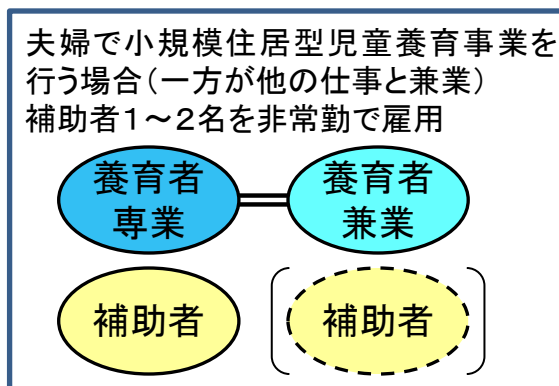 夫婦で小規模住居型児童養育事業を
行う場合（一方が他の仕事と兼業）
補助者１～２名を非常勤で雇用
養育者
専業
養育者
兼業
補助者
補助者